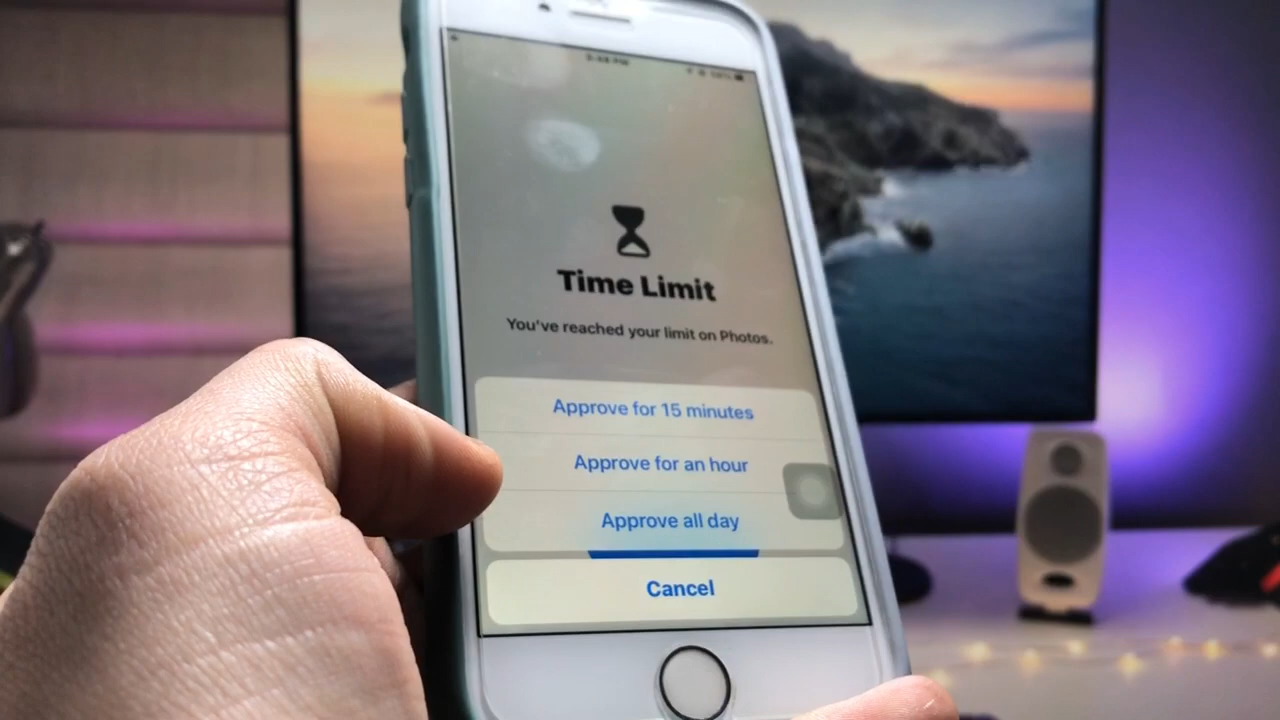 Time Limit
You've reached your limit on Photos.
Approve for 15 minutes
Approve for an hour
Approve all day
Cancel